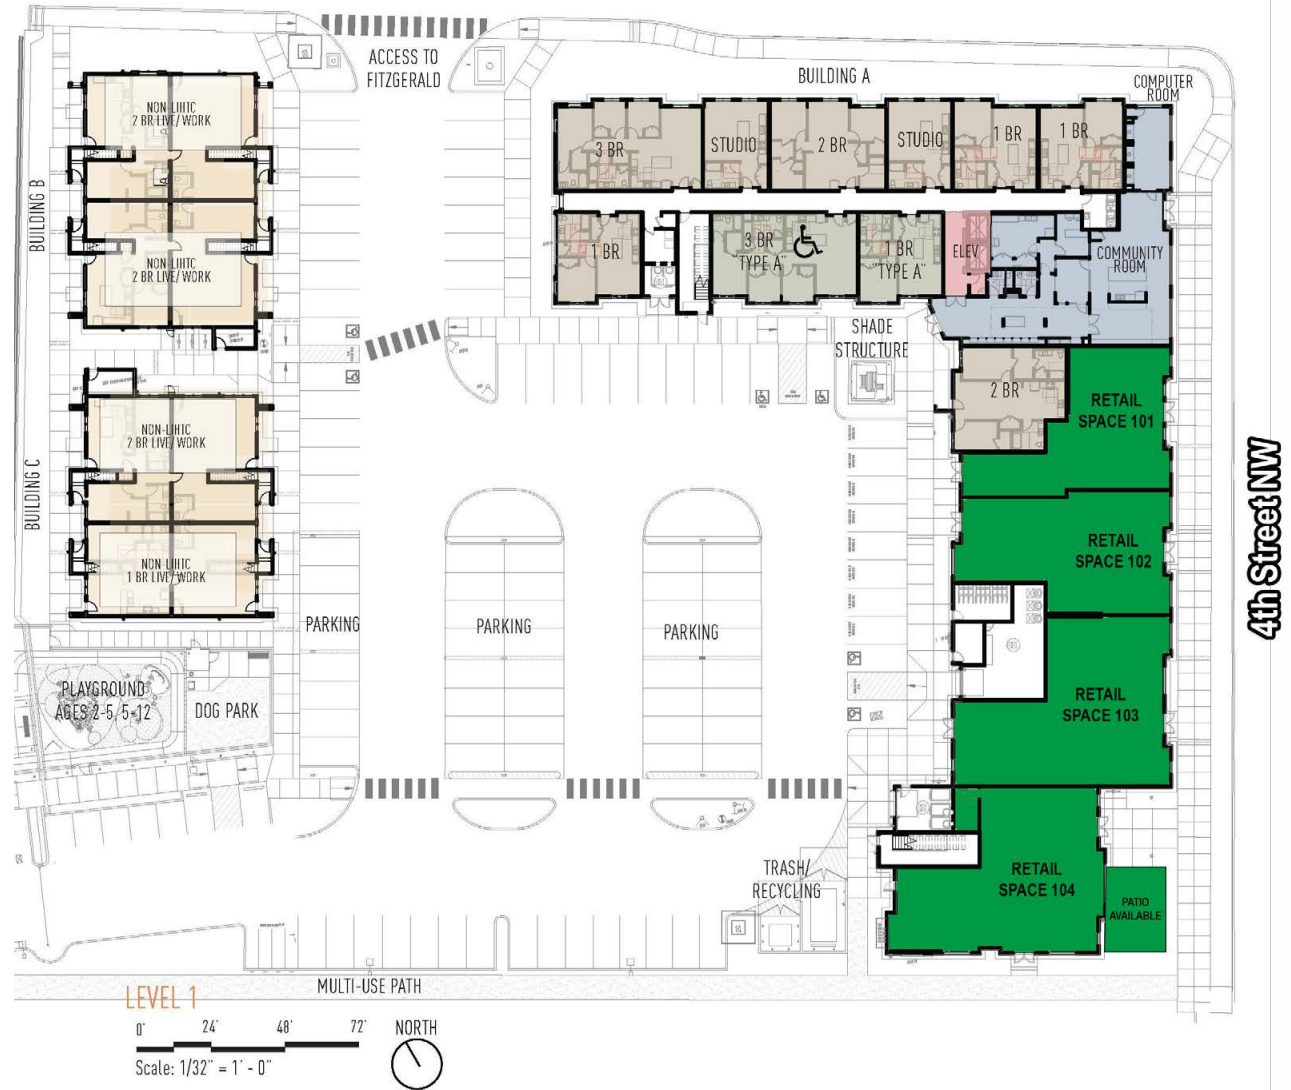 ACCESS TO
FITZGERALD
BUILDING A
COMPUTER
ROOM
NON-LIHTC
2 BR LIVE/WORK
3 BR
STUDIO
2 BR
STUDIO
1 BR
1 BR
BUILDING B
NON-LIHTC
2 BR LIVE/WORK
1 BR
3 BR
"TYPE A"
1 BR
"TYPE A"
ELEV
COMMUNITY
ROOM
SHADE
STRUCTURE
2 BR
RETAIL
SPACE 101
NON-LIHTC
2 BR LIVE/WORK
BUILDING C
4th Street NW
RETAIL
SPACE 102
NON-LIHTC
1 BR LIVE/WORK
PARKING
PARKING
PARKING
PLAYGROUND
AGES 2-5, 5-12
DOG PARK
RETAIL
SPACE 103
TRASH/
RECYCLING
RETAIL
SPACE 104
PATIO
AVAILABLE
MULTI-USE PATH
LEVEL 1
0' 24' 48' 72'
Scale: 1/32" = 1' - 0"
NORTH